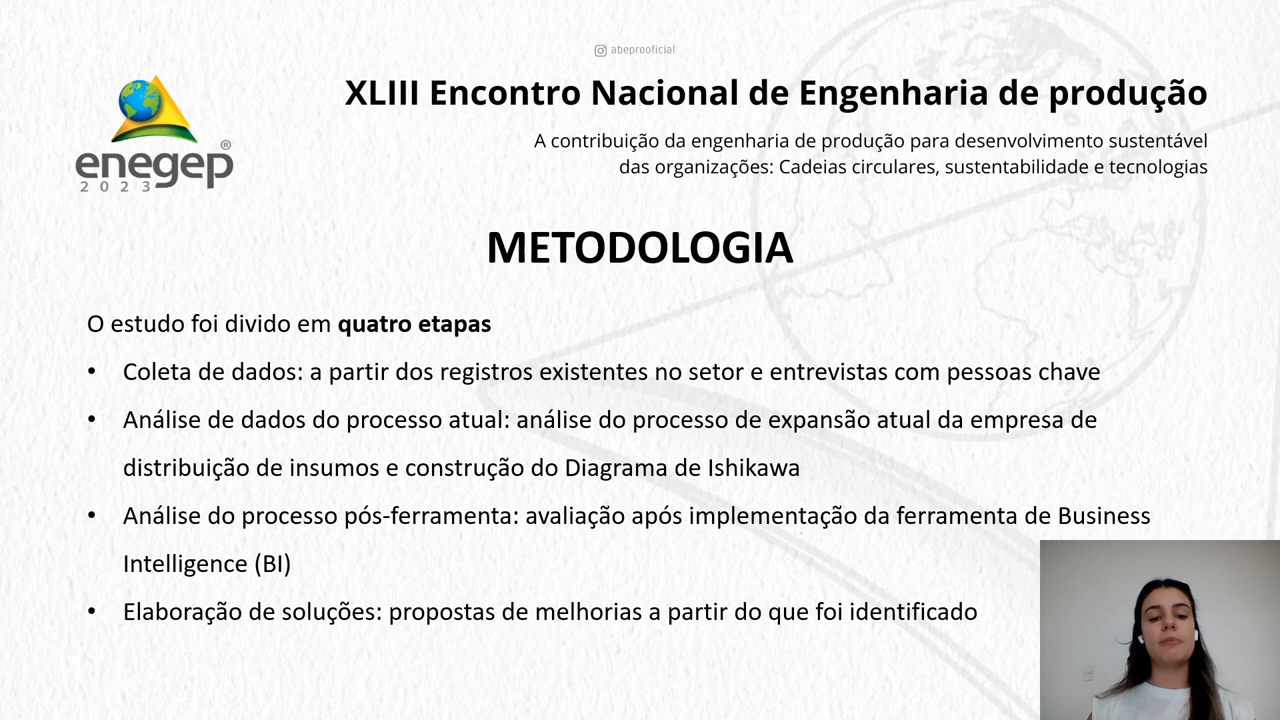 abeprooficial
XLIII Encontro Nacional de Engenharia de produção
A contribuição da engenharia de produção para desenvolvimento sustentável
das organizações: Cadeias circulares, sustentabilidade e tecnologias
enegep®
2023
METODOLOGIA
O estudo foi divido em quatro etapas
• Coleta de dados: a partir dos registros existentes no setor e entrevistas com pessoas chave
• Análise de dados do processo atual: análise do processo de expansão atual da empresa de
distribuição de insumos e construção do Diagrama de Ishikawa
• Análise do processo pós-ferramenta: avaliação após implementação da ferramenta de Business
Intelligence (BI)
• Elaboração de soluções: propostas de melhorias a partir do que foi identificado